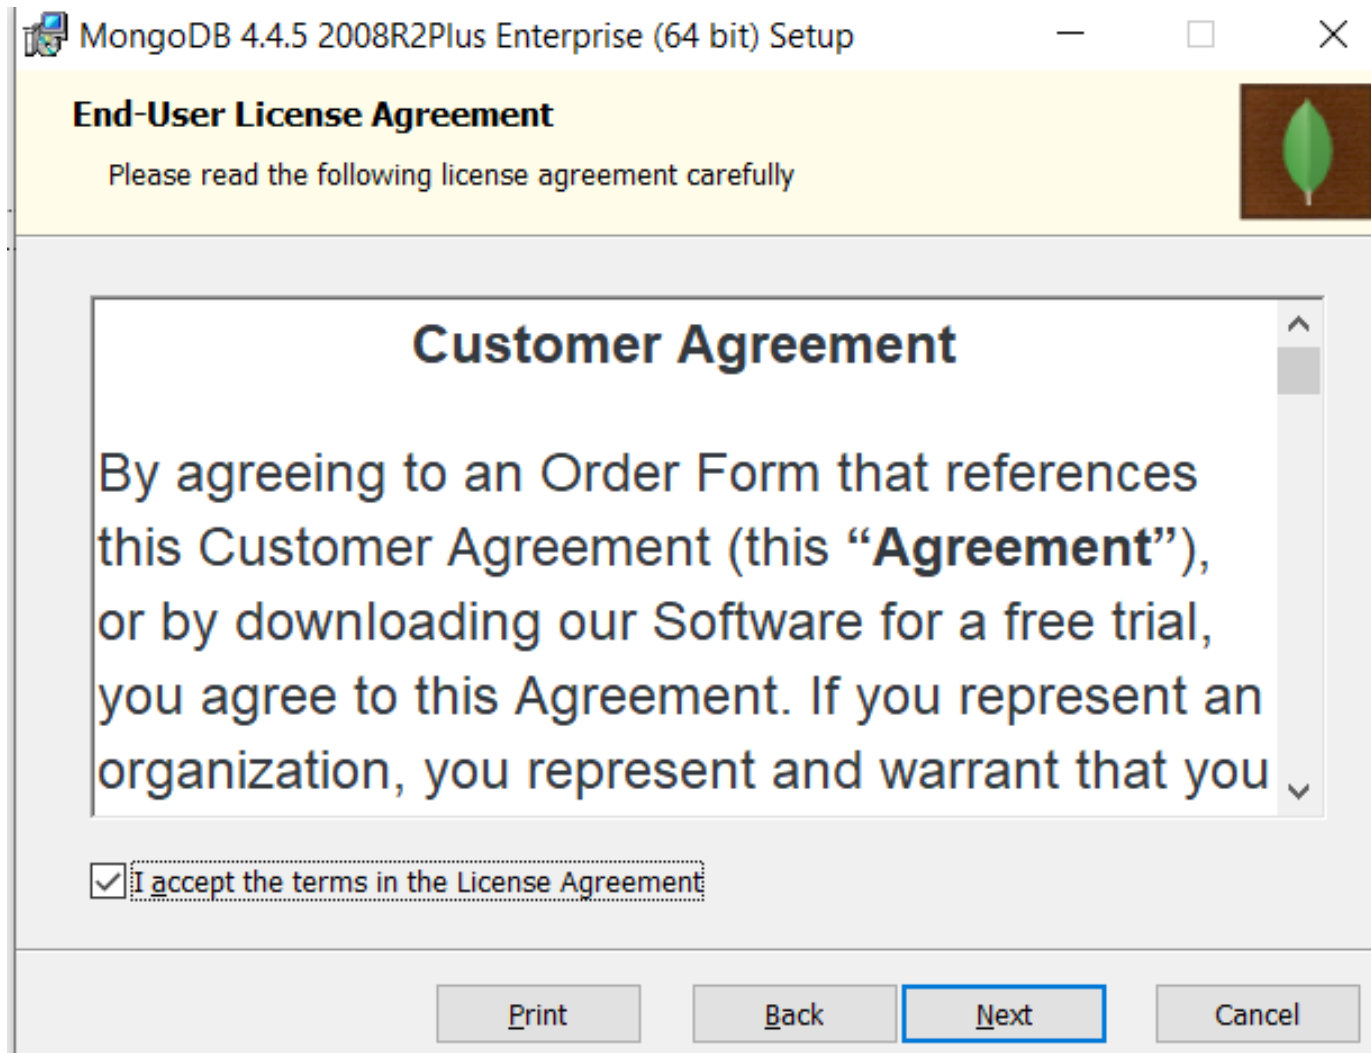 MongoDB 4.4.5 2008R2Plus Enterprise (64 bit) Setup
End-User License Agreement
Please read the following license agreement carefully
Customer Agreement
By agreeing to an Order Form that references
this Customer Agreement (this “Agreement”),
or by downloading our Software for a free trial,
you agree to this Agreement. If you represent an
organization, you represent and warrant that you
I accept the terms in the License Agreement
Print Back Next Cancel